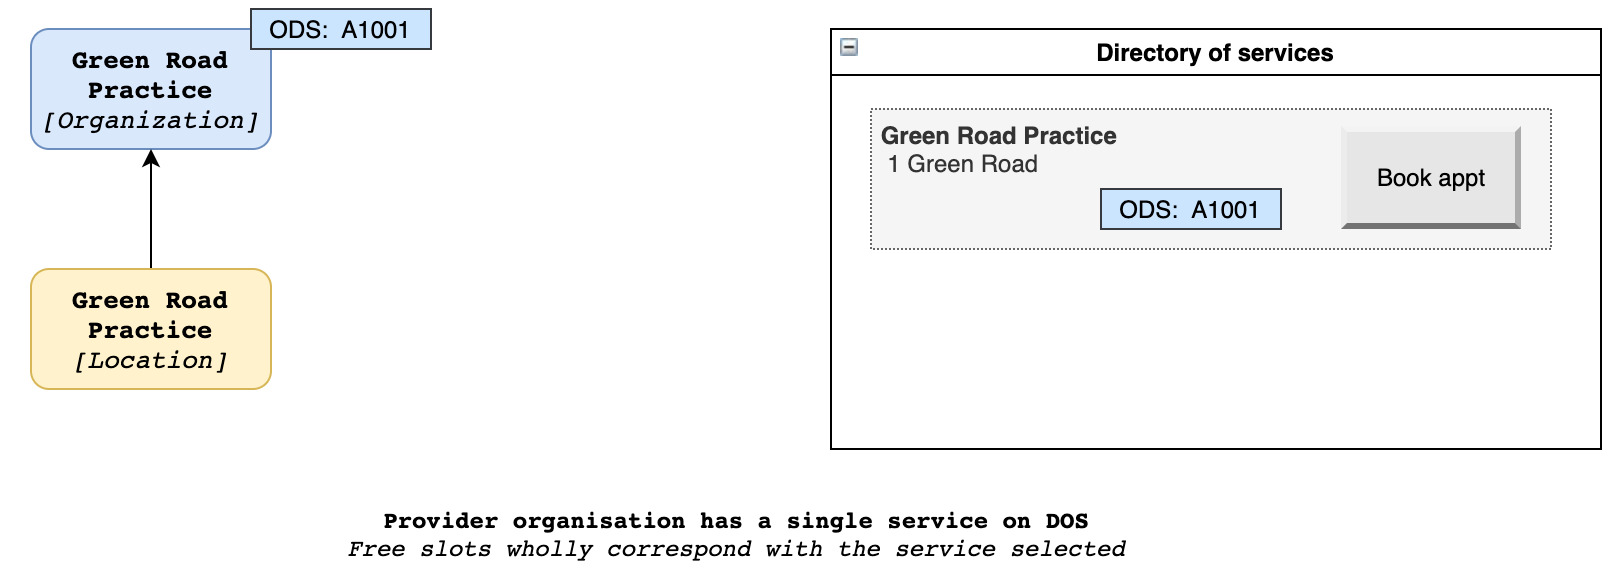 ODS: A1001
Green Road
Practice
[Organization]
Green Road
Practice
[Location]
Directory of services
Green Road Practice
1 Green Road
ODS: A1001
Book appt
Provider organisation has a single service on DOS
Free slots wholly correspond with the service selected